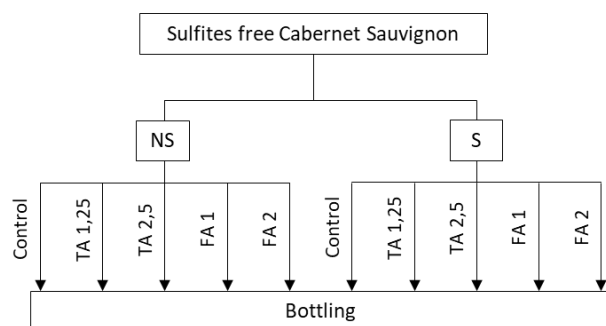 Sulfites free Cabernet Sauvignon
NS
S
Control
TA 1,25
TA 2,5
FA 1
FA 2
Control
TA 1,25
TA 2,5
FA 1
FA 2
Bottling